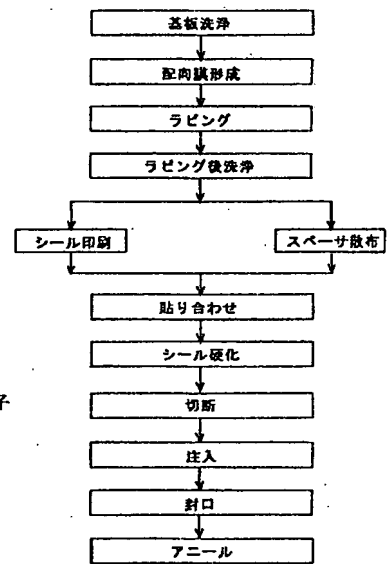 基板洗浄
配向膜形成
ラビング
ラビング後洗浄
シール印刷
スペーサ散布
貼り合わせ
シール硬化
切断
子
注入
封口
アニール